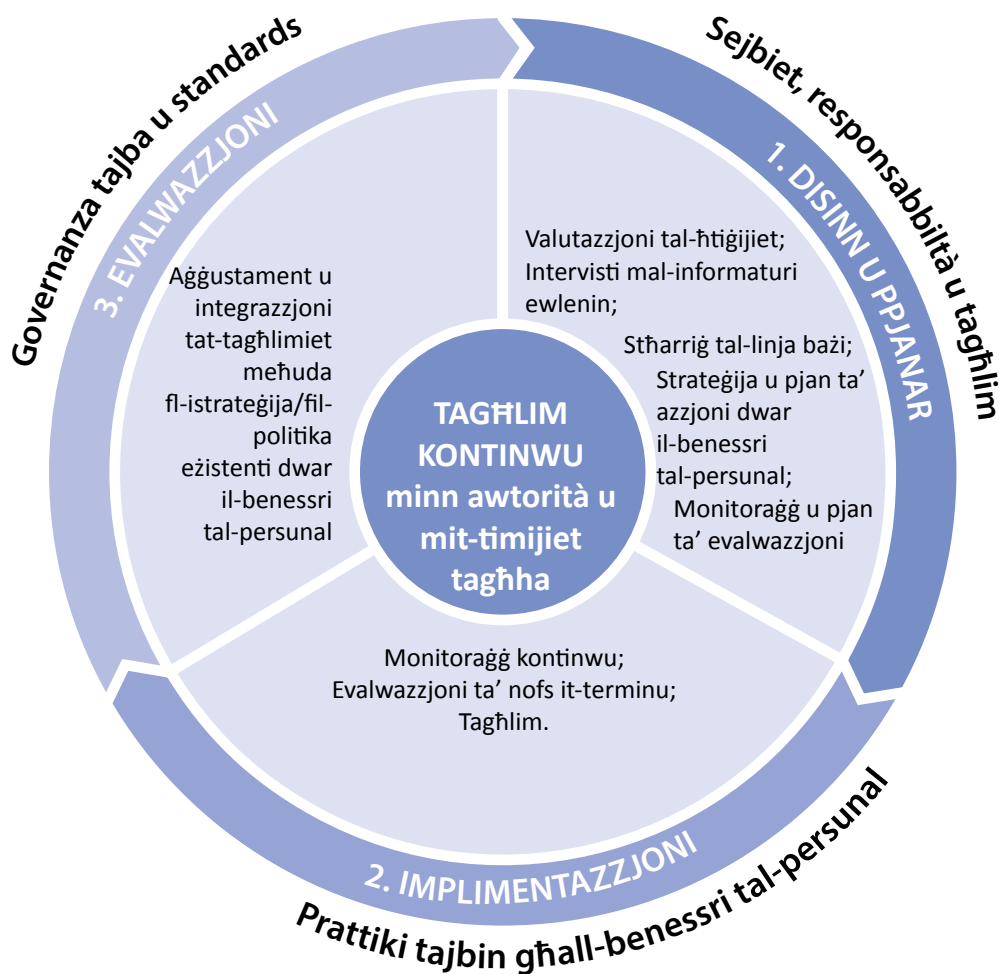 Governanza tajba u standards
Sejbiet, responsabbiltà u tagħlim
3. EVALWAZZJONI
1. DISINN U PPJANAR
Valutazzjoni tal-ħtiġijiet;
Intervisti mal-informaturi
ewlenin;
Stħarriġ tal-linja bażi;
Strateġija u pjan ta’
azzjoni dwar
il-benessri
tal-persunal;
Monitoraġġ u pjan
ta’ evalwazzjoni
Aġġustament u
integrazzjoni
tat-tagħlimiet
meħuda
fl-istrateġija/fil-
politika
eżistenti dwar
il-benessri
tal-persunal
TAGĦLIM
KONTINWU
minn awtorità u
mit-timijiet
tagħha
Monitoraġġ kontinwu;
Evalwazzjoni ta’ nofs it-terminu;
Tagħlim.
2. IMPLIMENTAZZJONI
Prattiki tajbin għall-benessri tal-persunal